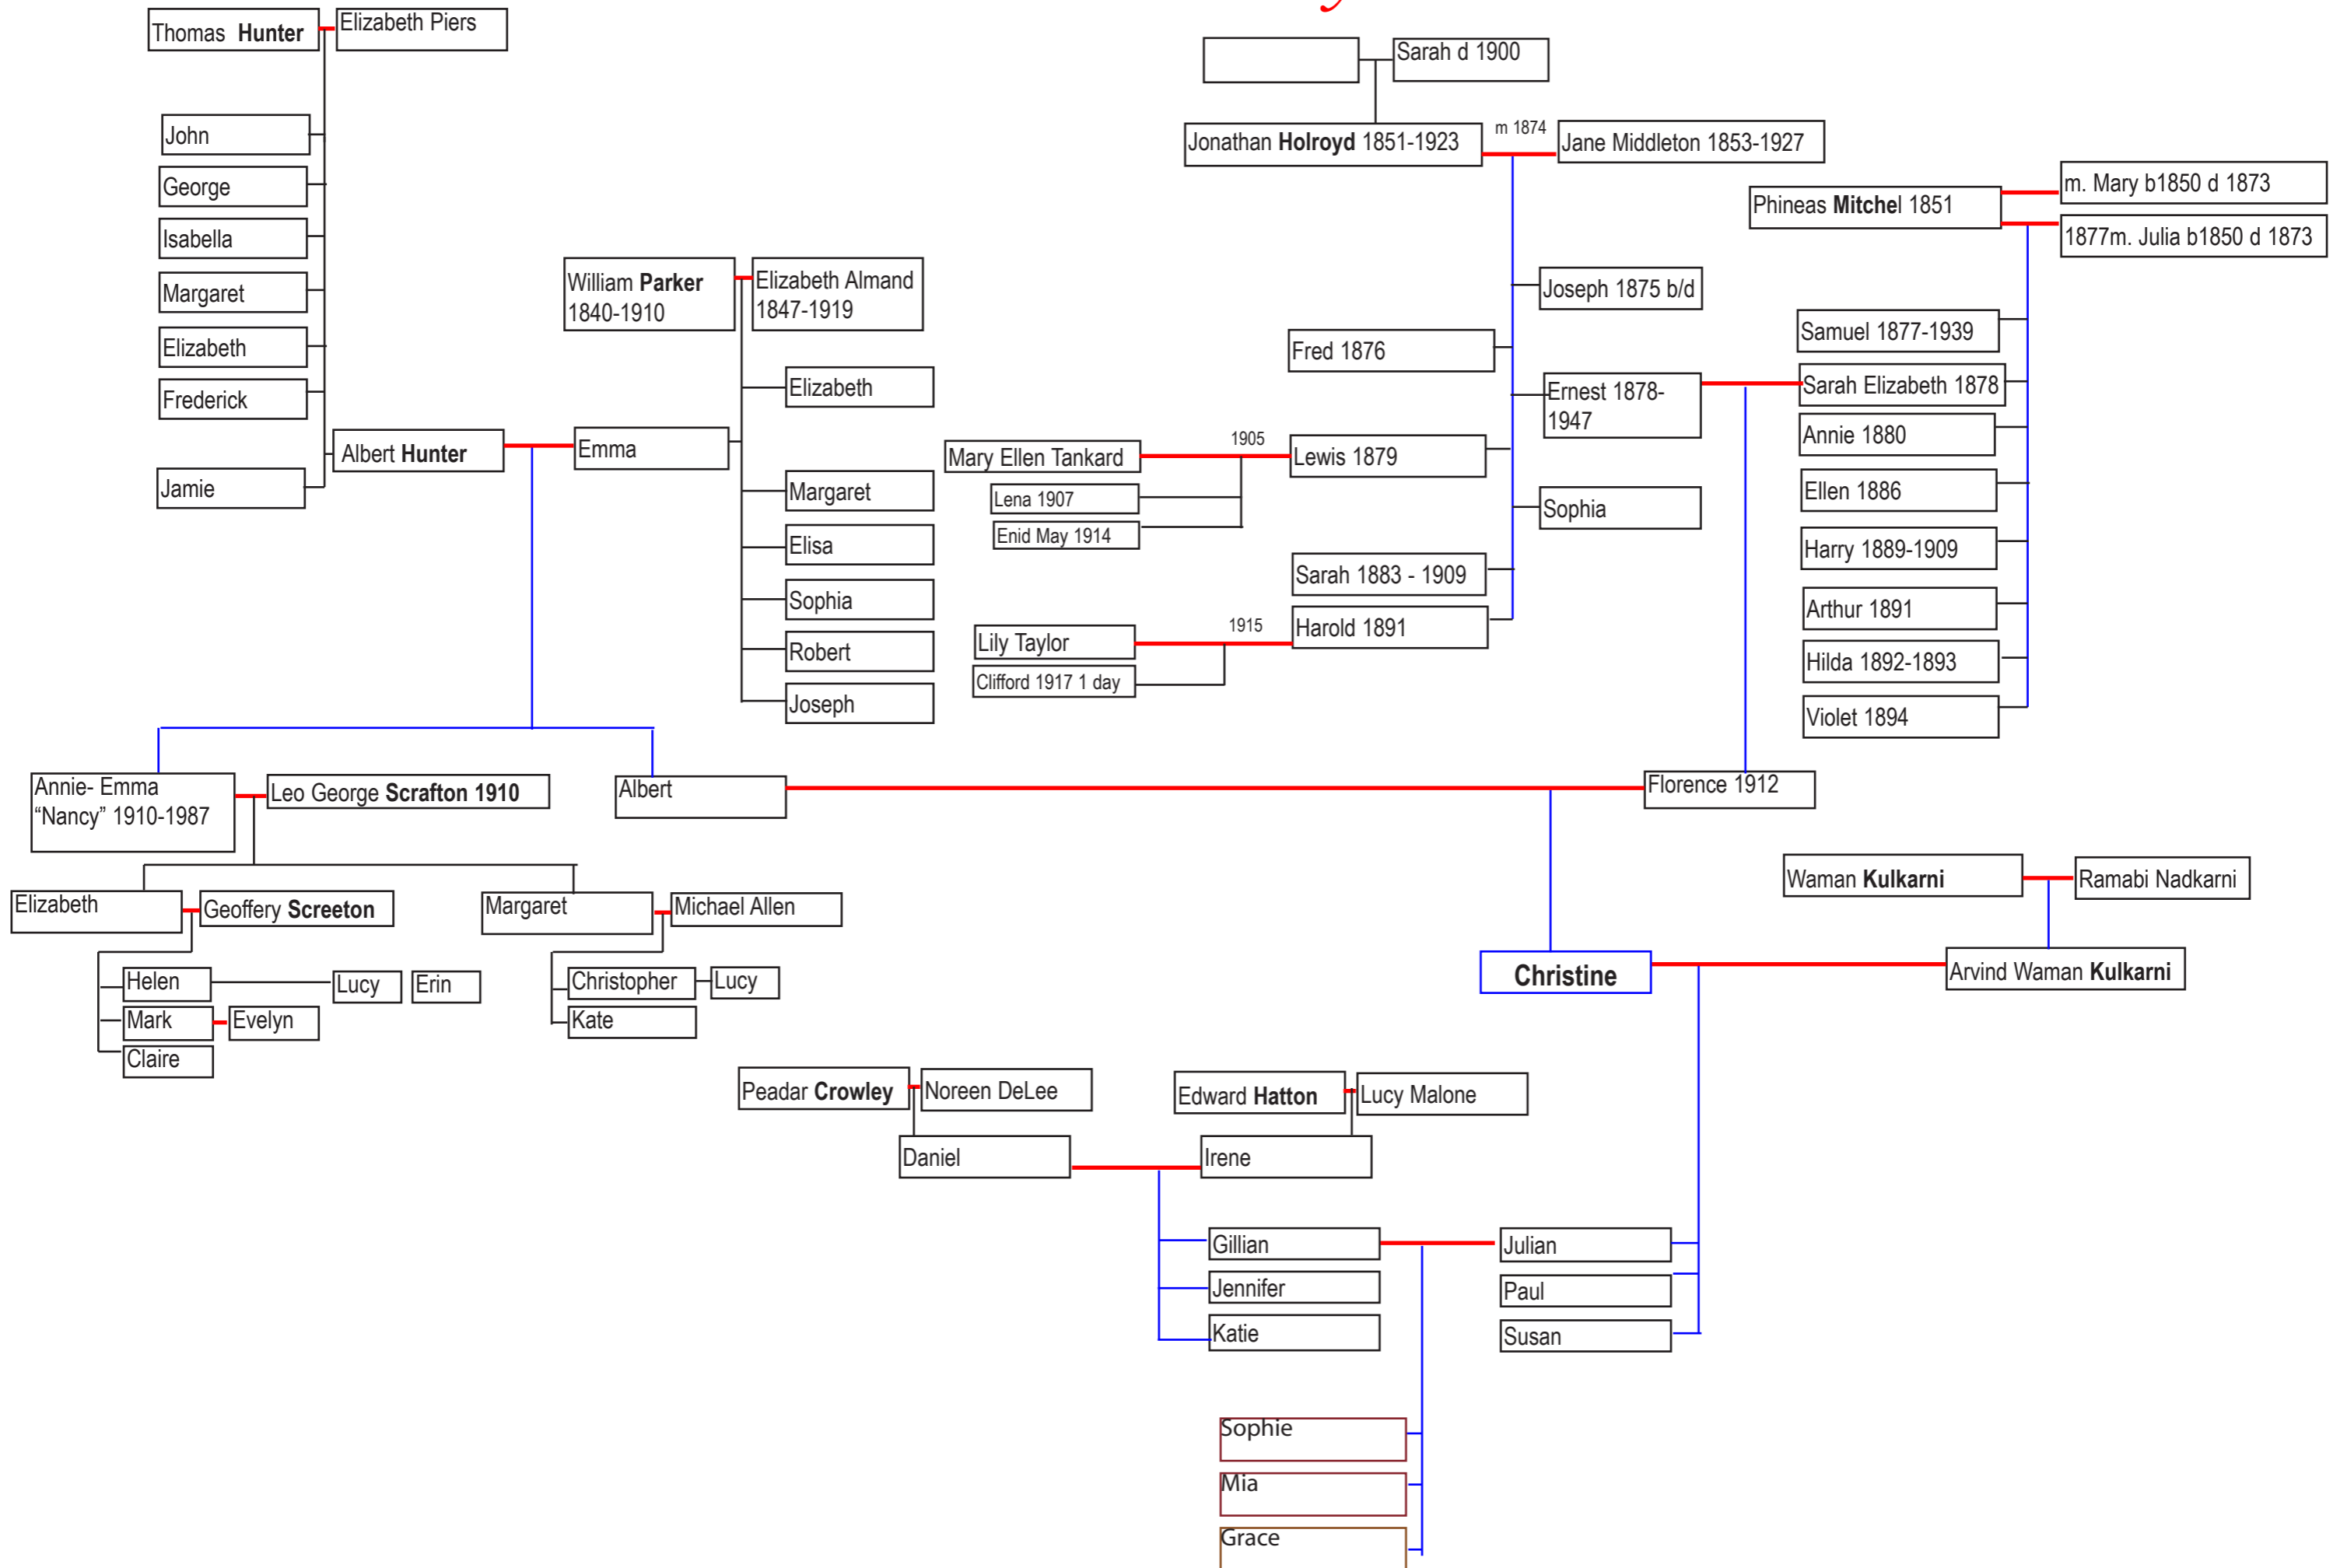 Thomas Hunter
Elizabeth Piers
John
George
Isabella
Margaret
Elizabeth
Frederick
Albert Hunter
Jamie
William Parker
1840-1910
Elizabeth Almand
1847-1919
Elizabeth
Emma
Margaret
Elisa
Sophia
Robert
Joseph
Sarah d 1900
Jonathan Holroyd 1851-1923
m 1874
Jane Middleton 1853-1927
Joseph 1875 b/d
Fred 1876
Ernest 1878-
1947
Mary Ellen Tankard
1905
Lewis 1879
Lena 1907
Enid May 1914
Sophia
Sarah 1883 - 1909
Lily Taylor
1915
Harold 1891
Clifford 1917 1 day
Phineas Mitchel 1851
m. Mary b1850 d 1873
1877m. Julia b1850 d 1873
Samuel 1877-1939
Sarah Elizabeth 1878
Annie 1880
Ellen 1886
Harry 1889-1909
Arthur 1891
Hilda 1892-1893
Violet 1894
Annie- Emma
“Nancy” 1910-1987
Leo George Scrafton 1910
Albert
Florence 1912
Elizabeth
Geoffery Screeton
Margaret
Michael Allen
Helen
Lucy
Erin
Mark
Evelyn
Claire
Christopher
Lucy
Kate
Waman Kulkarni
Ramabi Nadkarni
Christine
Arvind Waman Kulkarni
Peadar Crowley
Noreen DeLee
Edward Hatton
Lucy Malone
Daniel
Irene
Gillian
Julian
Jennifer
Paul
Katie
Susan
Sophie
Mia
Grace